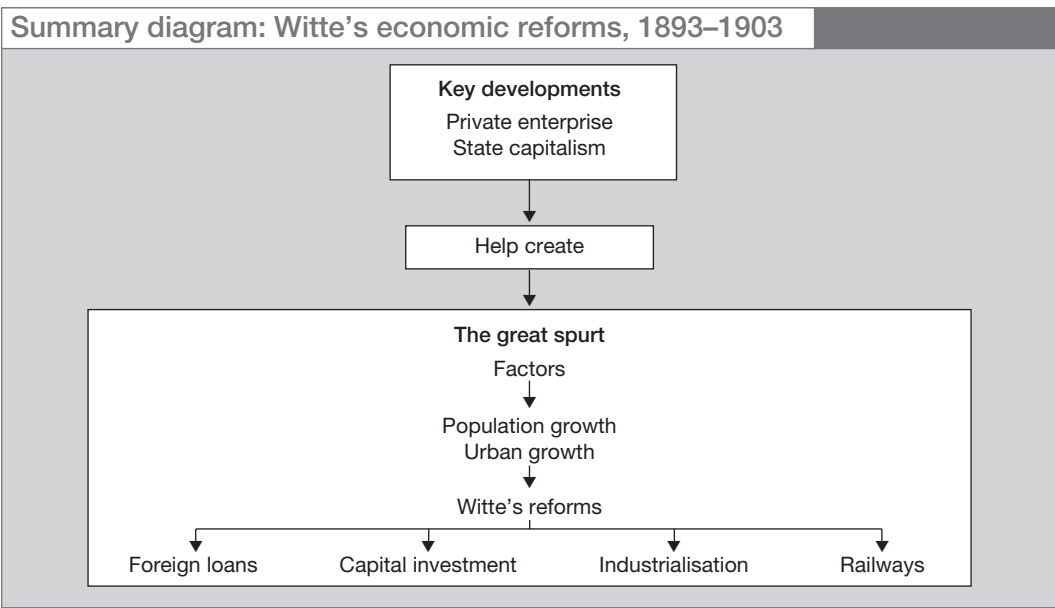 Summary diagram: Witte’s economic reforms, 1893–1903
Key developments
Private enterprise
State capitalism
Help create
The great spurt
Factors
Population growth
Urban growth
Witte’s reforms
Foreign loans Capital investment Industrialisation Railways